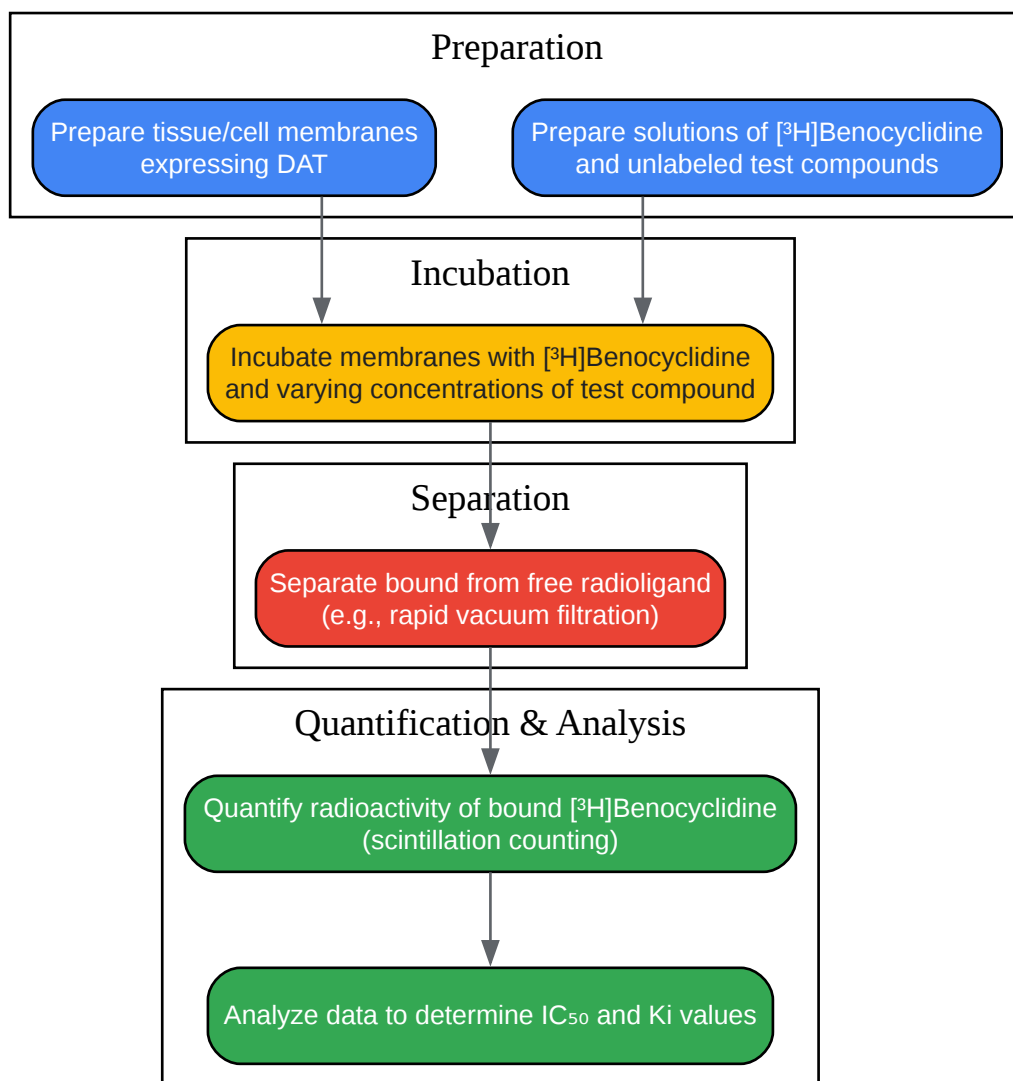 Preparation
Prepare tissue/cell membranes
expressing DAT
Prepare solutions of [³H]Benocyclidine
and unlabeled test compounds
Incubation
Incubate membranes with [³H]Benocyclidine
and varying concentrations of test compound
Separation
Separate bound from free radioligand
(e.g., rapid vacuum filtration)
Quantification & Analysis
Quantify radioactivity of bound [³H]Benocyclidine
(scintillation counting)
Analyze data to determine IC₅₀ and Ki values